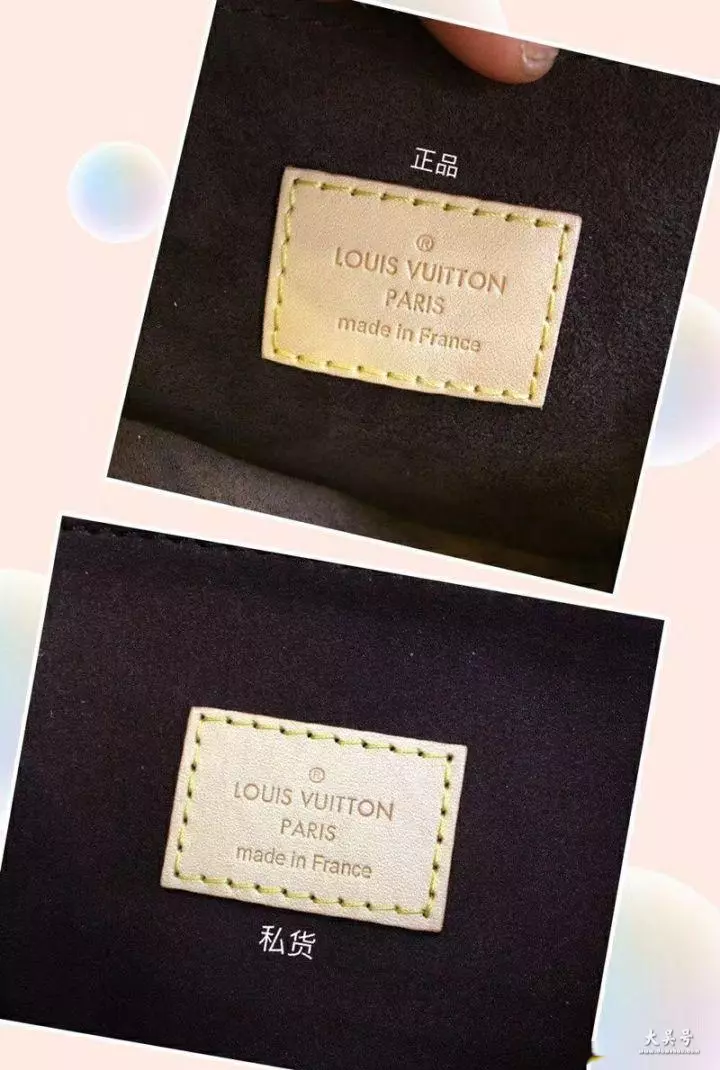 正品
®
LOUIS VUITTON
PARIS
made in France
®
LOUIS VUITTON
PARIS
made in France
私货
大吴号